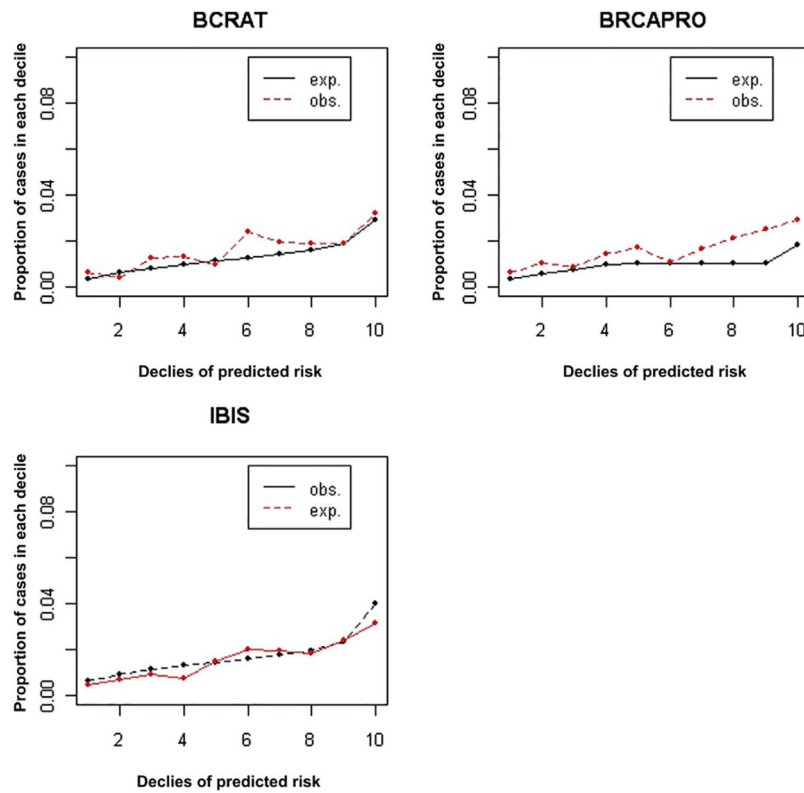 BCRAT
Proportion of cases in each decile
0.00 0.04 0.08
exp.
obs.
2 4 6 8 10
Declies of predicted risk
BRCAPRO
Proportion of cases in each decile
0.00 0.04 0.08
exp.
obs.
2 4 6 8 10
Declies of predicted risk
IBIS
Proportion of cases in each decile
0.00 0.04 0.08
obs.
exp.
2 4 6 8 10
Declies of predicted risk